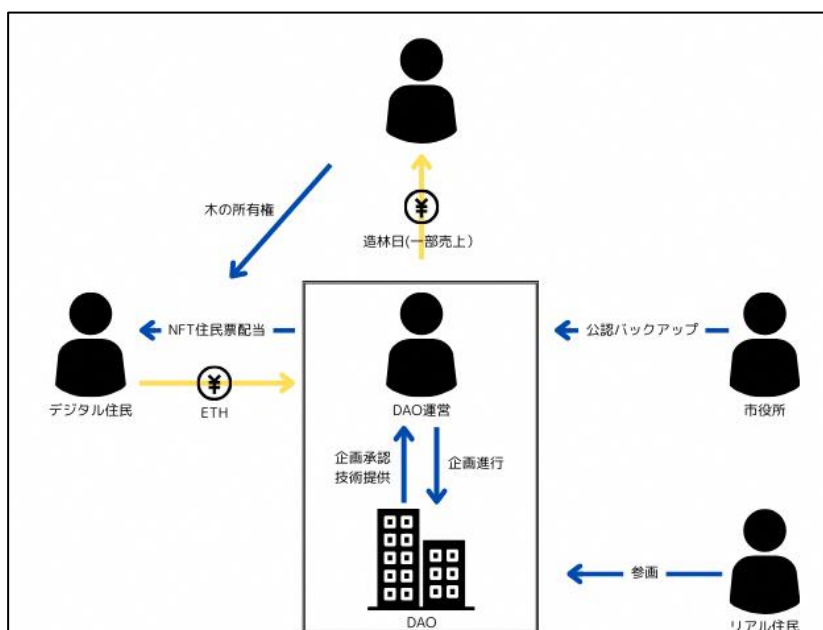 木の所有権
¥
造林日(一部売上)
NFT住民票配当
公認バックアップ
¥
デジタル住民
ETH
DAO運営
市役所
企画承認
技術提供
企画進行
参画
DAO
リアル住民